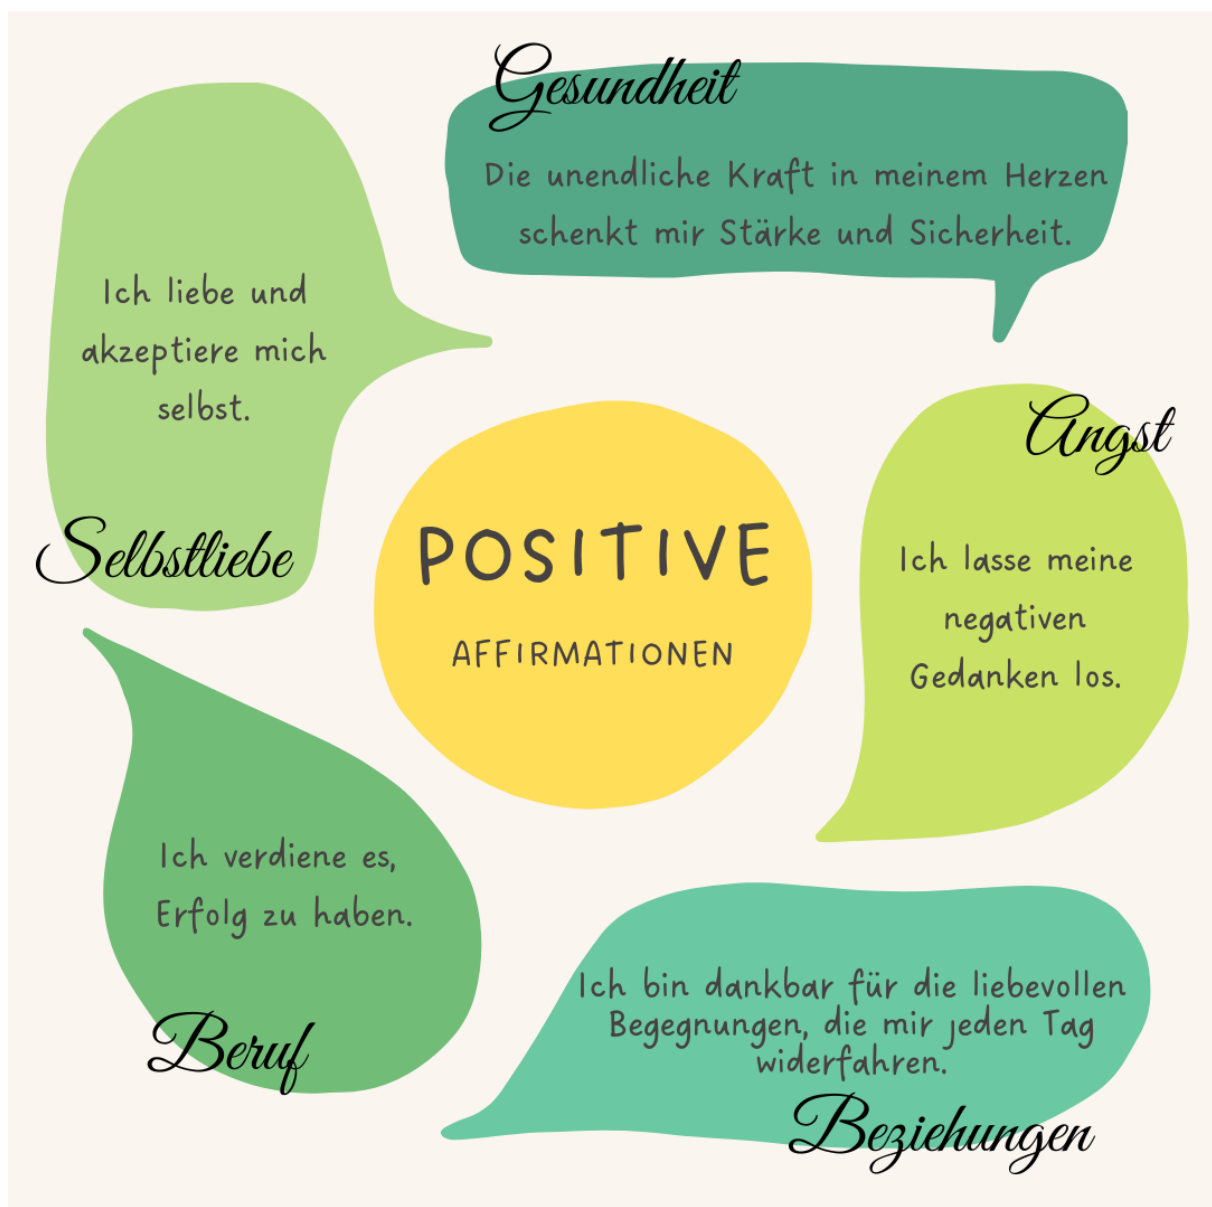 Gesundheit
Die unendliche Kraft in meinem Herzen
schenkt mir Stärke und Sicherheit.
Ich liebe und
akzeptiere mich
selbst.
Selbstliebe
POSITIVE
AFFIRMATIONEN
Angst
Ich lasse meine
negativen
Gedanken los.
Ich verdiene es,
Erfolg zu haben.
Beruf
Ich bin dankbar für die liebevollen
Begegnungen, die mir jeden Tag
widerfahren.
Beziehungen